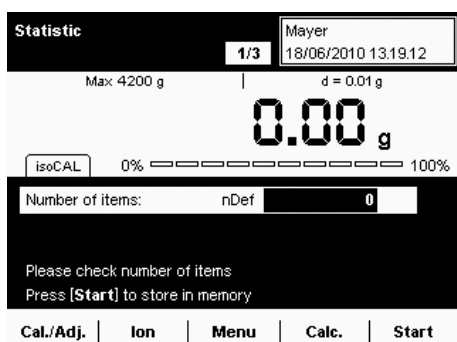 Statistic
Mayer
1/3
18/06/2010 13.19.12
Max 4200 g
d = 0.01 g
0.00 g
isoCAL 0% 100%
Number of items: nDef 0
Please check number of items
Press [Start] to store in memory
Cal./Adj. Ion Menu Calc. Start